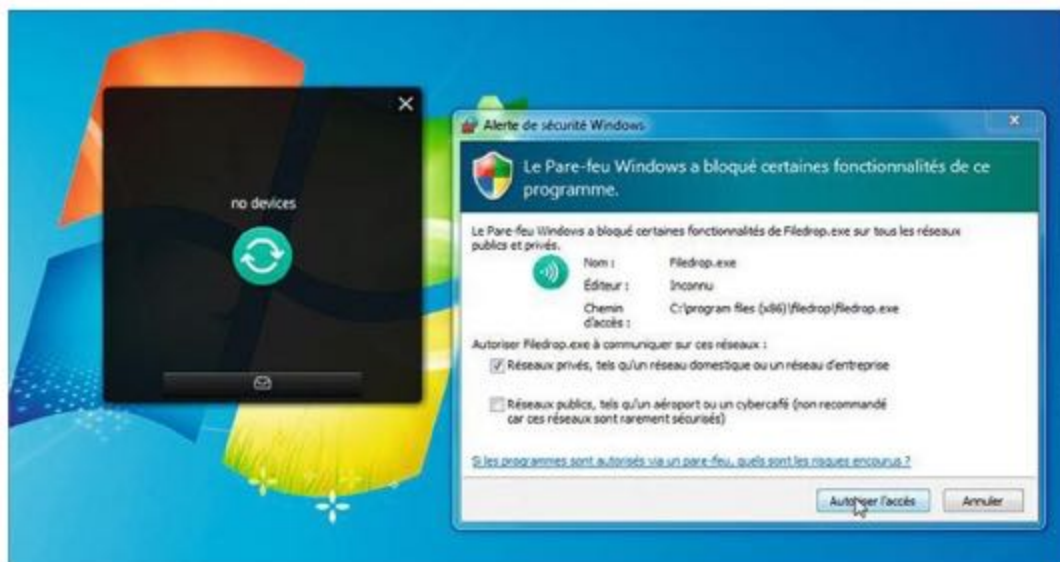 no devices
Alerte de sécurité Windows
Le Pare-feu Windows a bloqué certaines fonctionnalités de ce
programme.
Le Pare-feu Windows a bloqué certaines fonctionnalités de Filedrop.exe sur tous les réseaux
publics et privés.
Nom : Filedrop.exe
Éditeur : Inconnu
Chemin C:\program files (x86)\filedrop\filedrop.exe
d'accès :
Autoriser Filedrop.exe à communiquer sur ces réseaux :
Réseaux privés, tels qu'un réseau domestique ou un réseau d'entreprise
Réseaux publics, tels qu'un aéroport ou un cybercafé (non recommandé
car ces réseaux sont rarement sécurisés)
Si les programmes sont autorisés via un pare-feu, quels sont les risques encourus ?
Autoriser l'accès Annuler